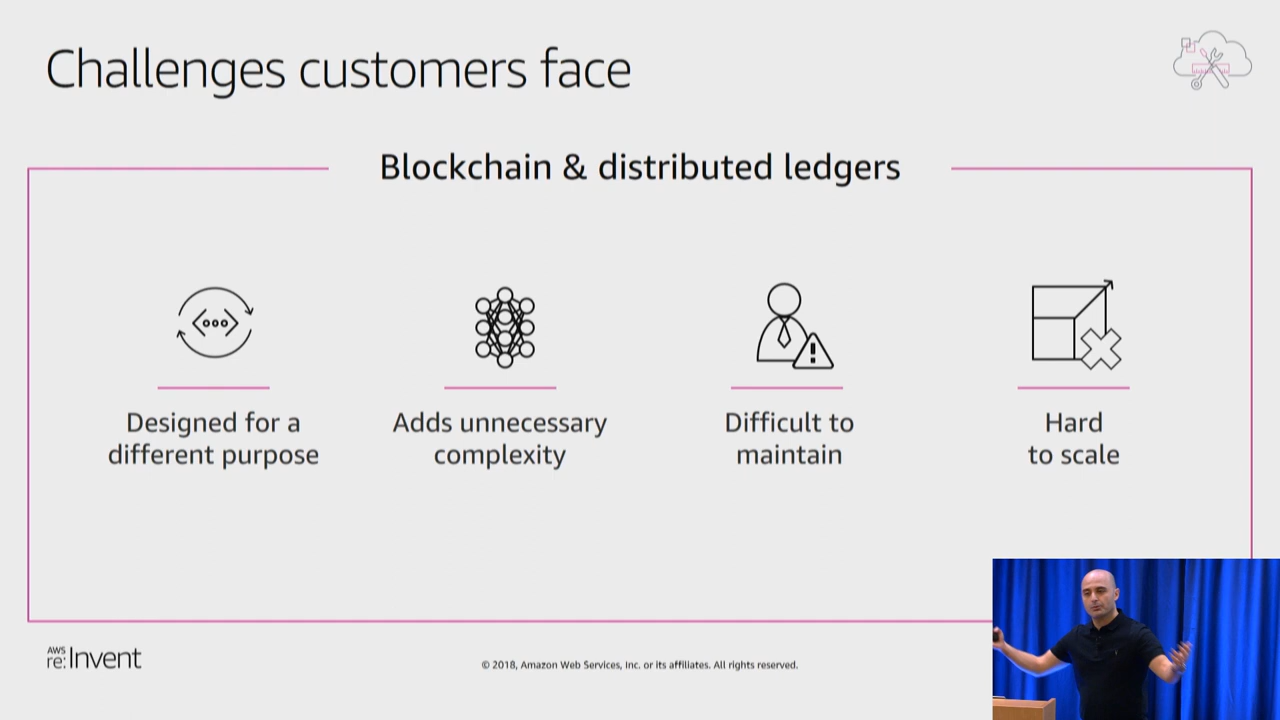 Challenges customers face
Blockchain & distributed ledgers
Designed for a
different purpose
Adds unnecessary
complexity
Difficult to
maintain
Hard
to scale
AWS
re:Invent
© 2018, Amazon Web Services, Inc. or its affiliates. All rights reserved.